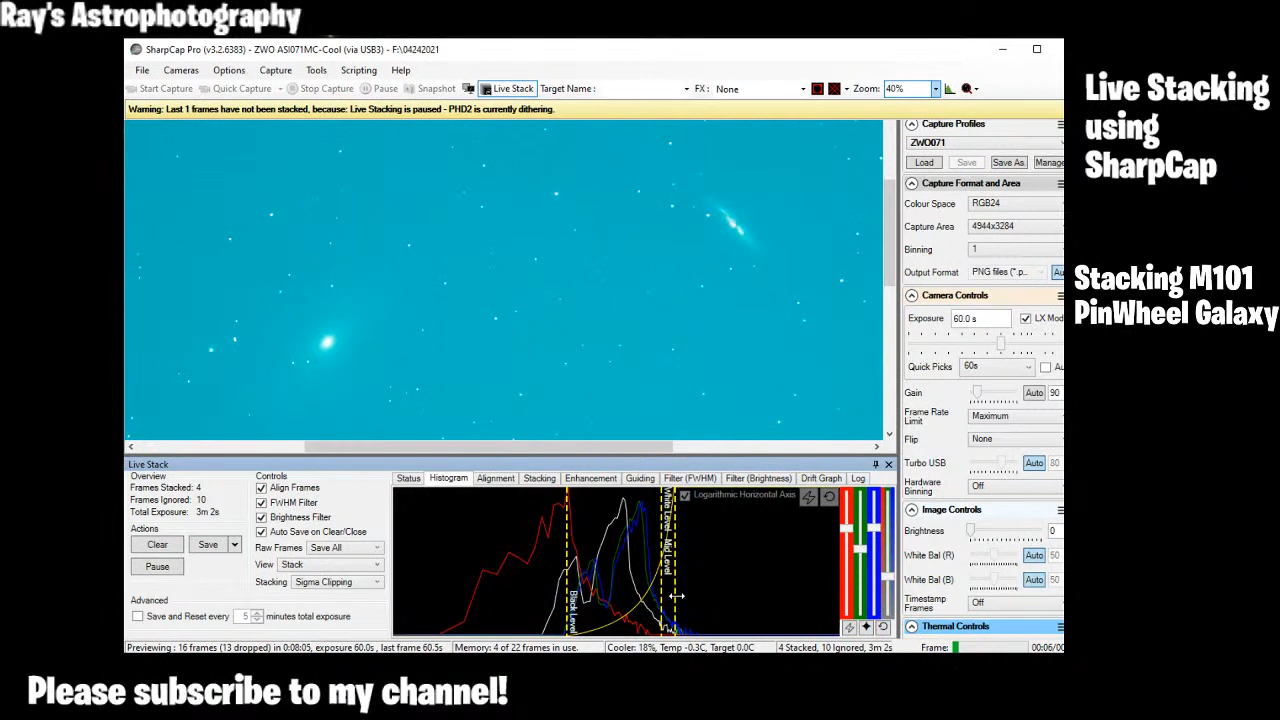 Ray's Astrophotography
SharpCap Pro (v3.2.6383) - ZWO ASI071MC-Cool (via USB3) - F:\04242021
File Cameras Options Capture Tools Scripting Help
Start Capture Quick Capture Stop Capture Pause Snapshot Live Stack Target Name : FX : None Zoom: 40%
Warning: Last 1 frames have not been stacked, because: Live Stacking is paused - PHD2 is currently dithering.
Capture Profiles
ZWO071
Load Save Save As Manage
Capture Format and Area
Colour Space RGB24
Capture Area 4944x3284
Binning 1
Output Format PNG files (*.p... Au
Camera Controls
Exposure 60.0 s LX Mod
Quick Picks 60s Au
Gain Auto 90
Frame Rate Limit Maximum
Flip None
Turbo USB Auto 80
Hardware Binning Off
Image Controls
Brightness 0
White Bal (R) Auto 50
White Bal (B) Auto 50
Timestamp Frames Off
Thermal Controls
Live Stack
Overview
Frames Stacked: 4
Frames Ignored: 10
Total Exposure: 3m 2s
Actions
Clear Save
Pause
Advanced
Save and Reset every 5 minutes total exposure
Controls
Align Frames
FWHM Filter
Brightness Filter
Auto Save on Clear/Close
Raw Frames Save All
View Stack
Stacking Sigma Clipping
Status Histogram Alignment Stacking Enhancement Guiding Filter (FWHM) Filter (Brightness) Drift Graph Log
Logarithmic Horizontal Axis
Black Level
White Level
Mid Level
Previewing : 16 frames (13 dropped) in 0:08:05, exposure 60.0s , last frame 60.5s Memory: 4 of 22 frames in use. Cooler: 18%, Temp -0.3C, Target 0.0C 4 Stacked, 10 Ignored, 3m 2s Frame: 00:06/00
Live Stacking
using
SharpCap
Stacking M101
PinWheel Galaxy
Please subscribe to my channel!